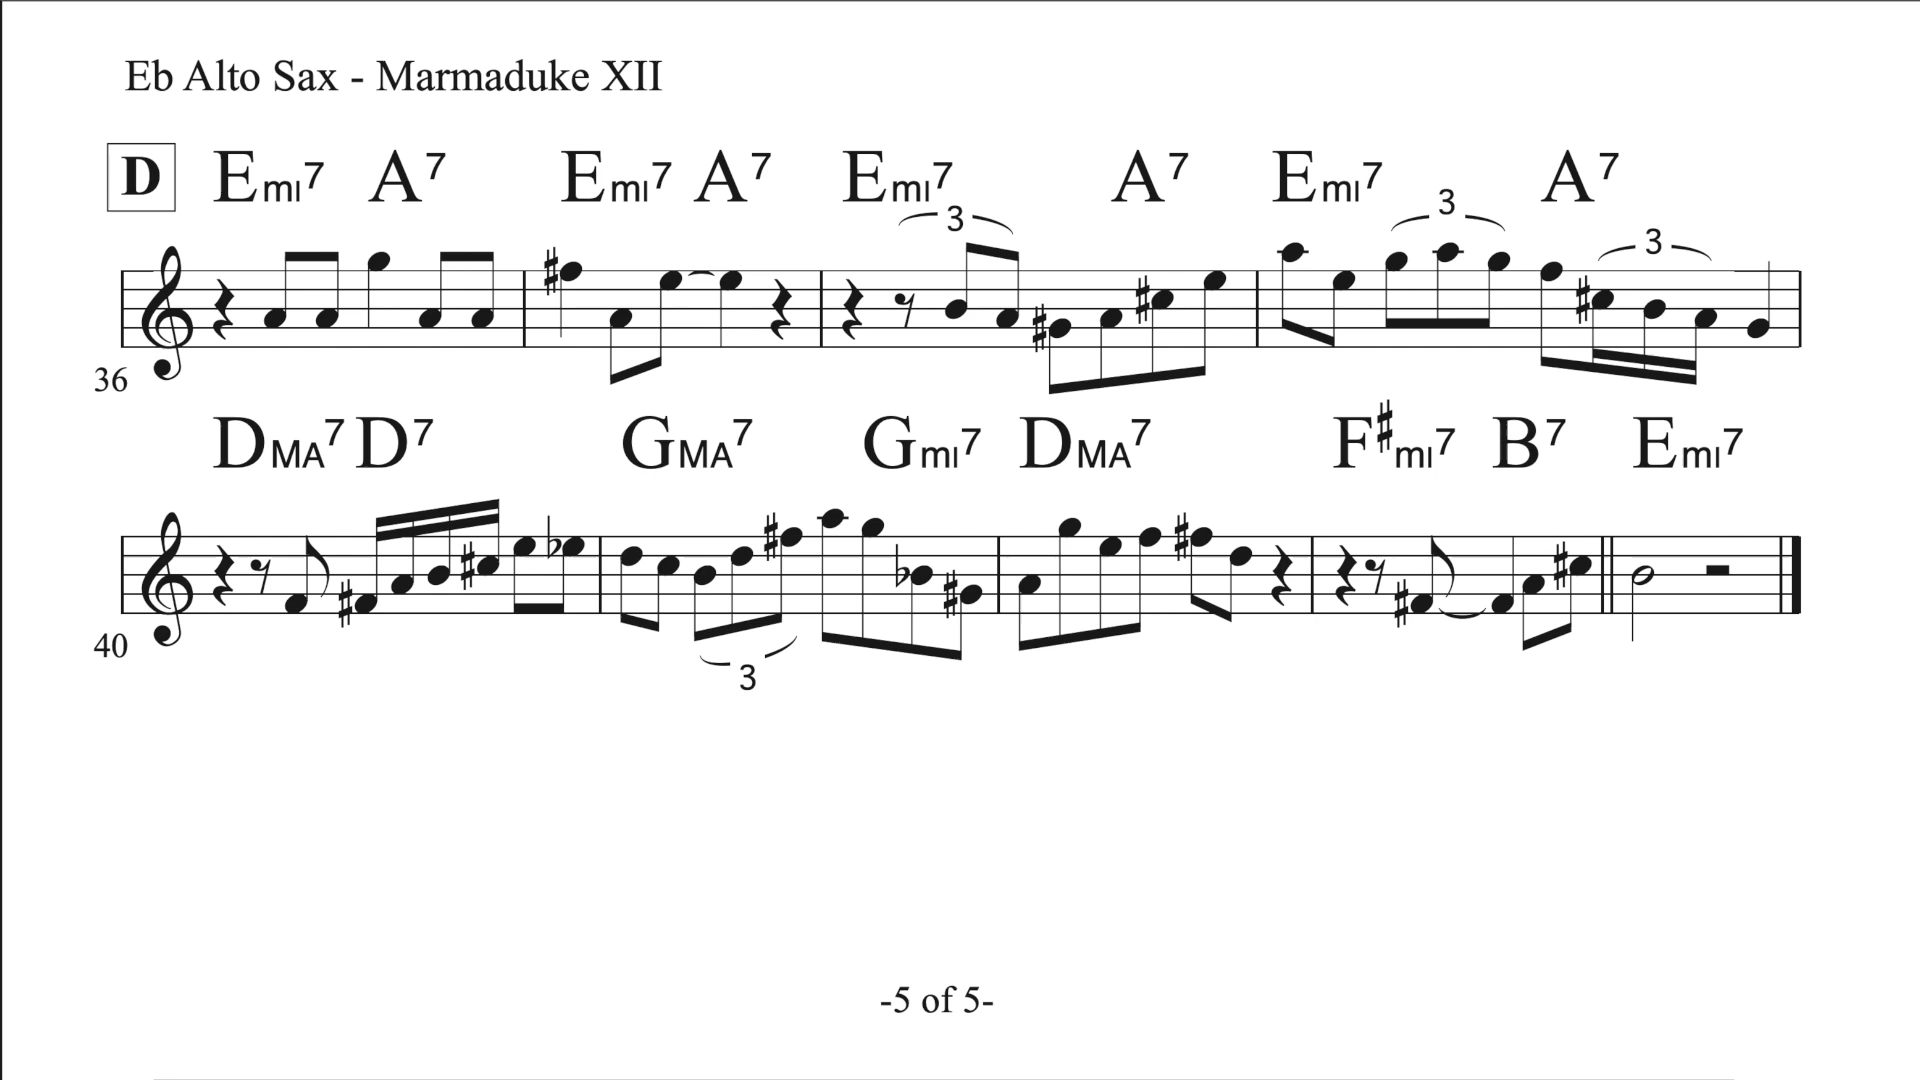 Eb Alto Sax - Marmaduke XII
D Emi7 A7 Emi7 A7 Emi7 A7 Emi7 A7
3 3 3
36
DMA7 D7 GMA7 Gmi7 DMA7 F♯mi7 B7 Emi7
40
3
-5 of 5-